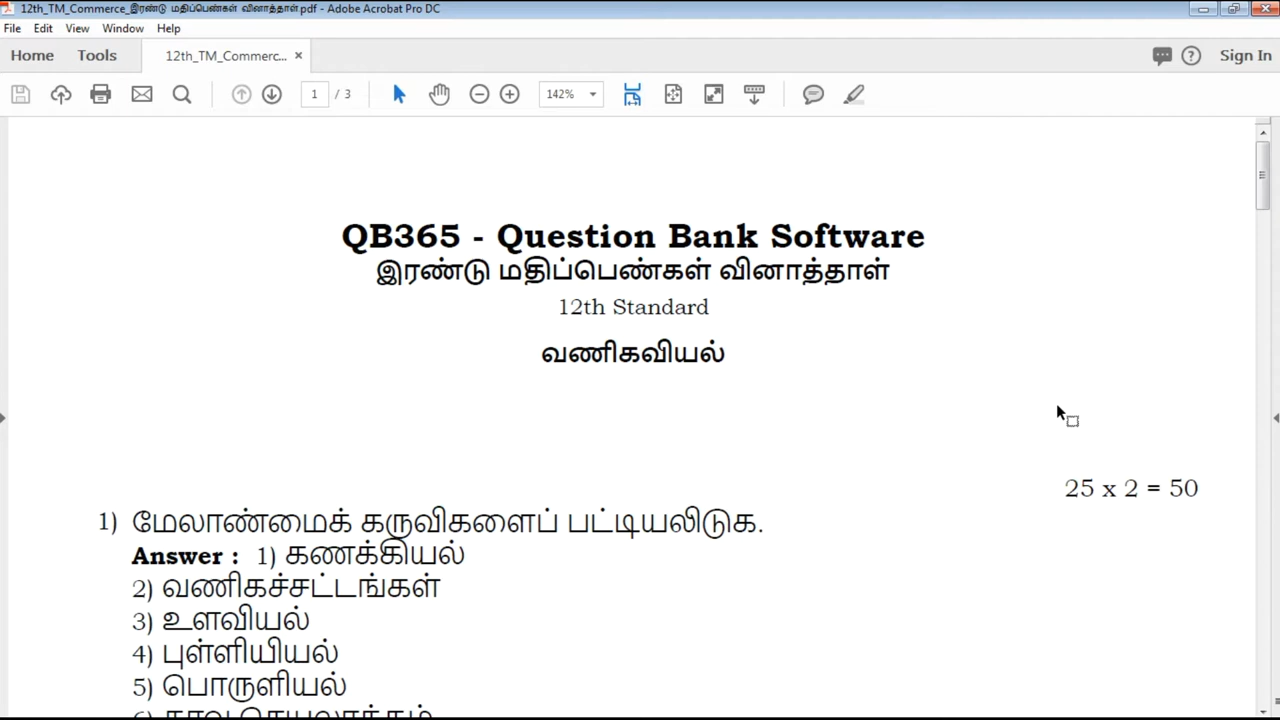 12th_TM_Commerce_இரண்டு மதிப்பெண்கள் வினாத்தாள்.pdf - Adobe Acrobat Pro DC
File Edit View Window Help
Home Tools 12th_TM_Commerc... × Sign In
1 / 3 142%
QB365 - Question Bank Software
இரண்டு மதிப்பெண்கள் வினாத்தாள்
12th Standard
வணிகவியல்
25 x 2 = 50
1) மேலாண்மைக் கருவிகளைப் பட்டியலிடுக.
Answer : 1) கணக்கியல்
2) வணிகச்சட்டங்கள்
3) உளவியல்
4) புள்ளியியல்
5) பொருளியல்